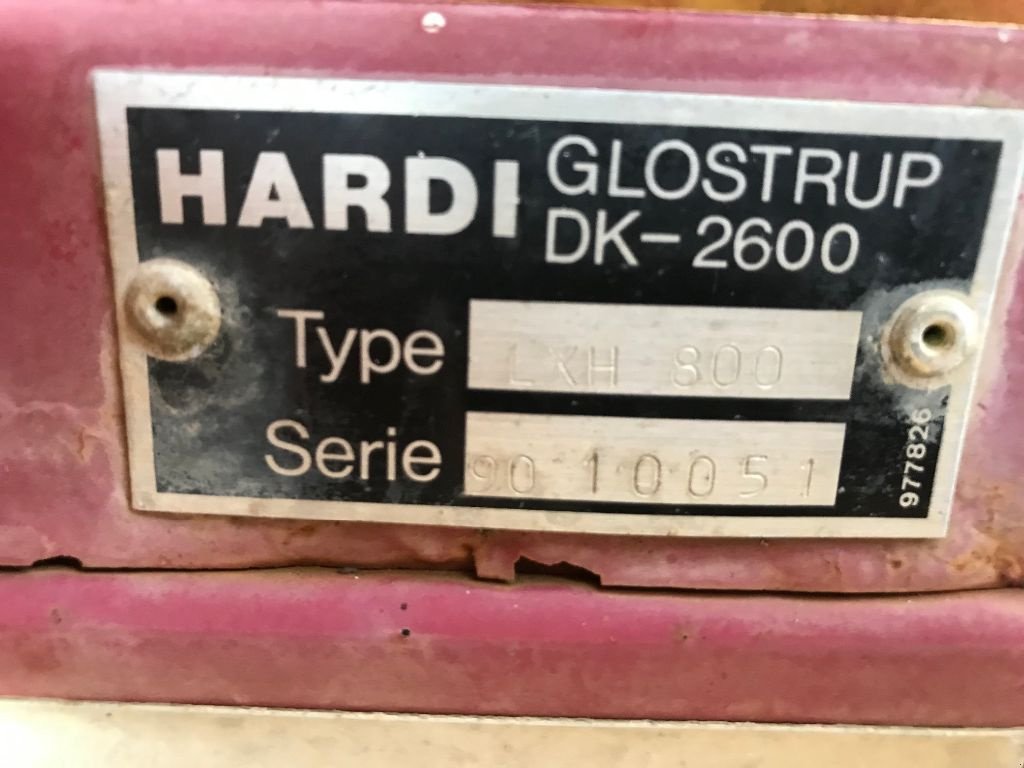 HARDI GLOSTRUP
DK-2600
Type LXH 800
Serie 90 10051
977826